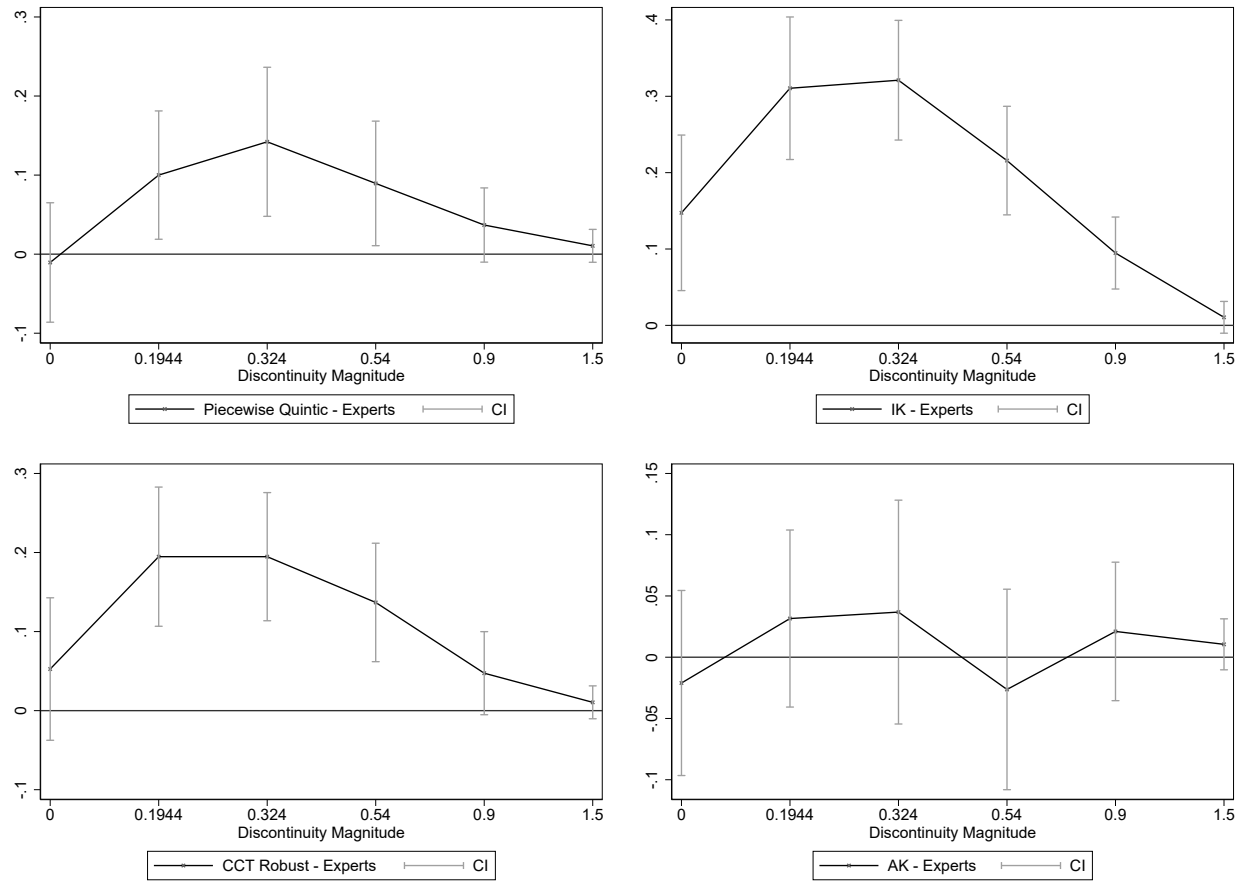 .3
.2
.1
0
-.1
0 0.1944 0.324 0.54 0.9 1.5
Discontinuity Magnitude
Piecewise Quintic - Experts CI
.4
.3
.2
.1
0
0 0.1944 0.324 0.54 0.9 1.5
Discontinuity Magnitude
IK - Experts CI
.3
.2
.1
0
-.1
0 0.1944 0.324 0.54 0.9 1.5
Discontinuity Magnitude
CCT Robust - Experts CI
.15
.1
.05
0
-.05
-.1
0 0.1944 0.324 0.54 0.9 1.5
Discontinuity Magnitude
AK - Experts CI